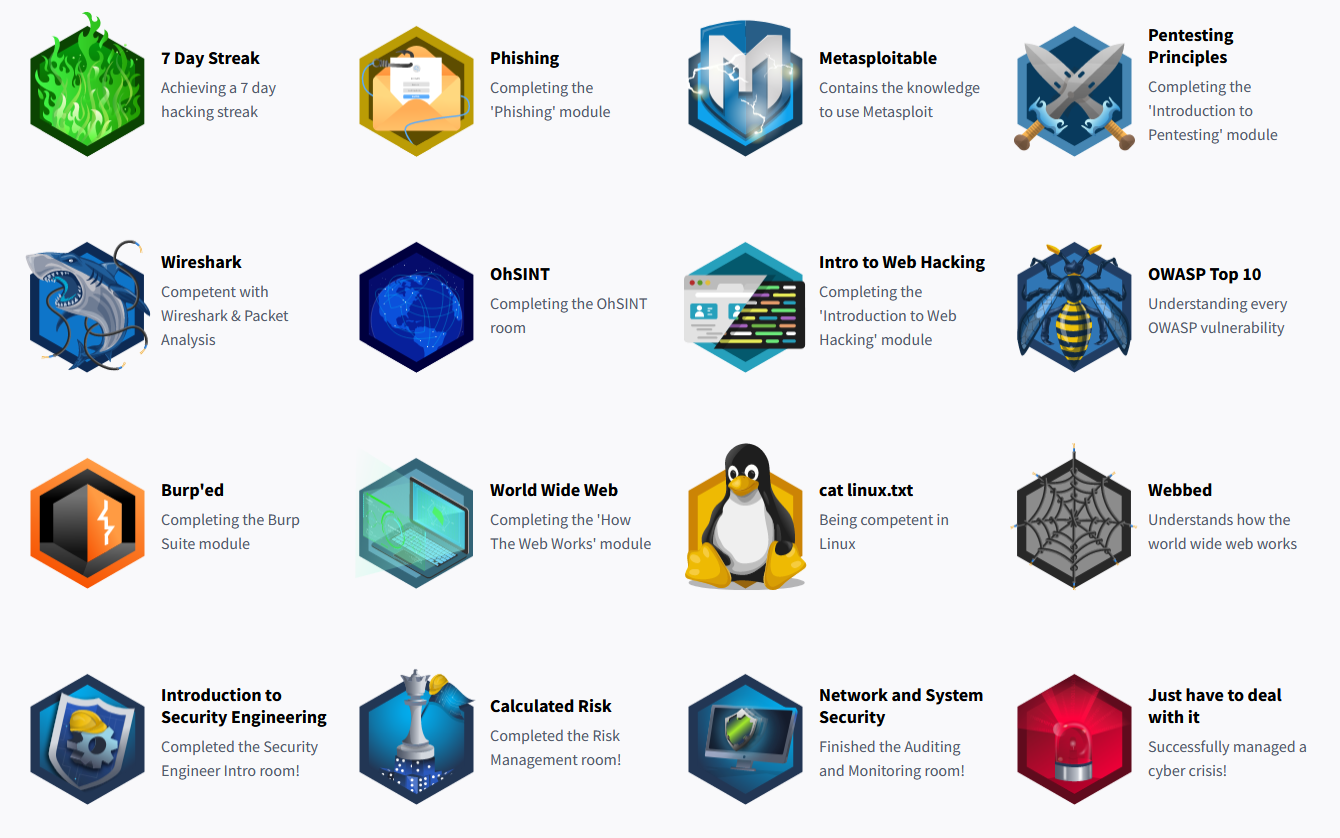 7 Day Streak
Achieving a 7 day
hacking streak
Phishing
Completing the
'Phishing' module
Metasploitable
Contains the knowledge
to use Metasploit
Pentesting
Principles
Completing the
'Introduction to
Pentesting' module
Wireshark
Competent with
Wireshark & Packet
Analysis
OhSINT
Completing the OhSINT
room
Intro to Web Hacking
Completing the
'Introduction to Web
Hacking' module
OWASP Top 10
Understanding every
OWASP vulnerability
Burp'ed
Completing the Burp
Suite module
World Wide Web
Completing the 'How
The Web Works' module
cat linux.txt
Being competent in
Linux
Webbed
Understands how the
world wide web works
Introduction to
Security Engineering
Completed the Security
Engineer Intro room!
Calculated Risk
Completed the Risk
Management room!
Network and System
Security
Finished the Auditing
and Monitoring room!
Just have to deal
with it
Successfully managed a
cyber crisis!